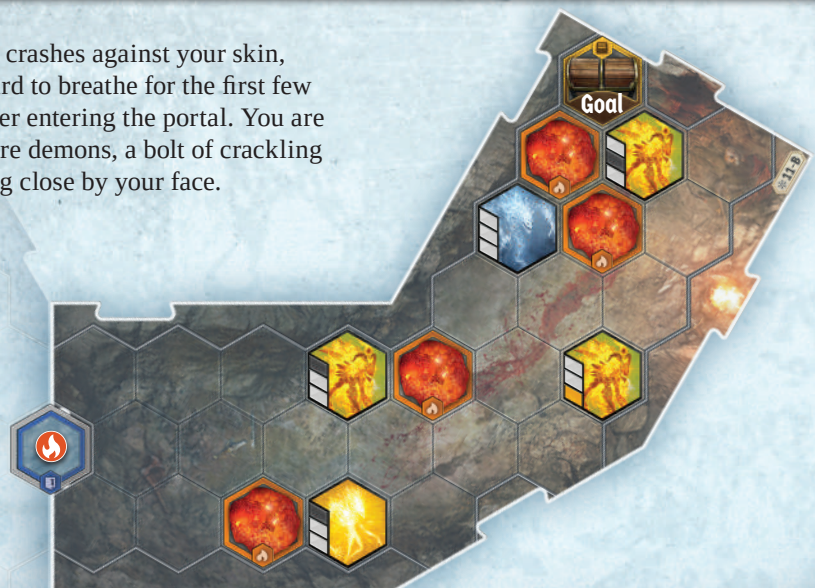 crashes against your skin,
rd to breathe for the first few
er entering the portal. You are
re demons, a bolt of crackling
g close by your face.
Goal
11-B